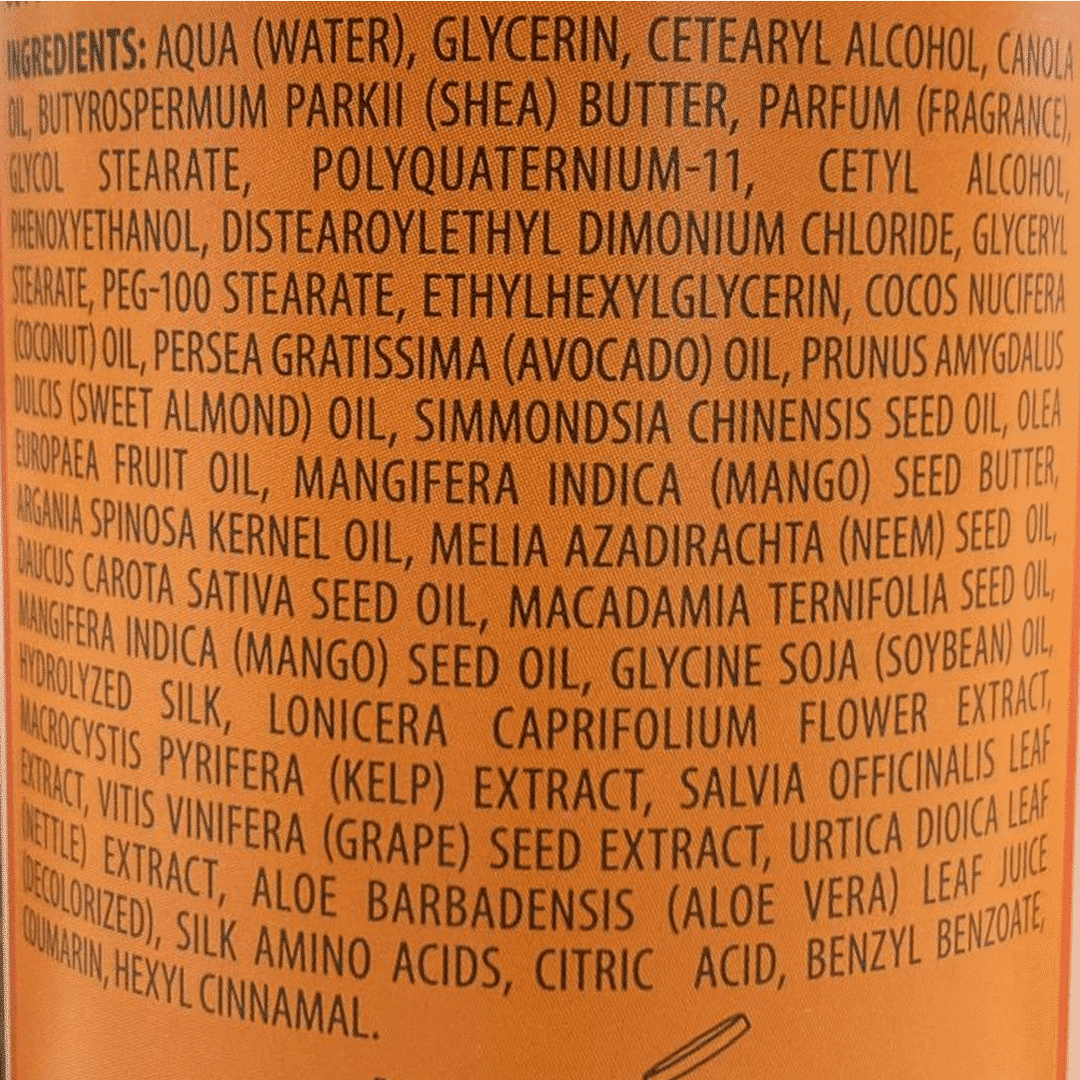 INGREDIENTS: AQUA (WATER), GLYCERIN, CETEARYL ALCOHOL, CANOLA
OIL, BUTYROSPERMUM PARKII (SHEA) BUTTER, PARFUM (FRAGRANCE),
GLYCOL STEARATE, POLYQUATERNIUM-11, CETYL ALCOHOL,
PHENOXYETHANOL, DISTEAROYLETHYL DIMONIUM CHLORIDE, GLYCERYL
STEARATE, PEG-100 STEARATE, ETHYLHEXYLGLYCERIN, COCOS NUCIFERA
(COCONUT) OIL, PERSEA GRATISSIMA (AVOCADO) OIL, PRUNUS AMYGDALUS
DULCIS (SWEET ALMOND) OIL, SIMMONDSIA CHINENSIS SEED OIL, OLEA
EUROPAEA FRUIT OIL, MANGIFERA INDICA (MANGO) SEED BUTTER,
ARGANIA SPINOSA KERNEL OIL, MELIA AZADIRACHTA (NEEM) SEED OIL,
DAUCUS CAROTA SATIVA SEED OIL, MACADAMIA TERNIFOLIA SEED OIL,
MANGIFERA INDICA (MANGO) SEED OIL, GLYCINE SOJA (SOYBEAN) OIL,
HYDROLYZED SILK, LONICERA CAPRIFOLIUM FLOWER EXTRACT,
MACROCYSTIS PYRIFERA (KELP) EXTRACT, SALVIA OFFICINALIS LEAF
EXTRACT, VITIS VINIFERA (GRAPE) SEED EXTRACT, URTICA DIOICA LEAF
(NETTLE) EXTRACT, ALOE BARBADENSIS (ALOE VERA) LEAF JUICE
(DECOLORIZED), SILK AMINO ACIDS, CITRIC ACID, BENZYL BENZOATE,
COUMARIN, HEXYL CINNAMAL.